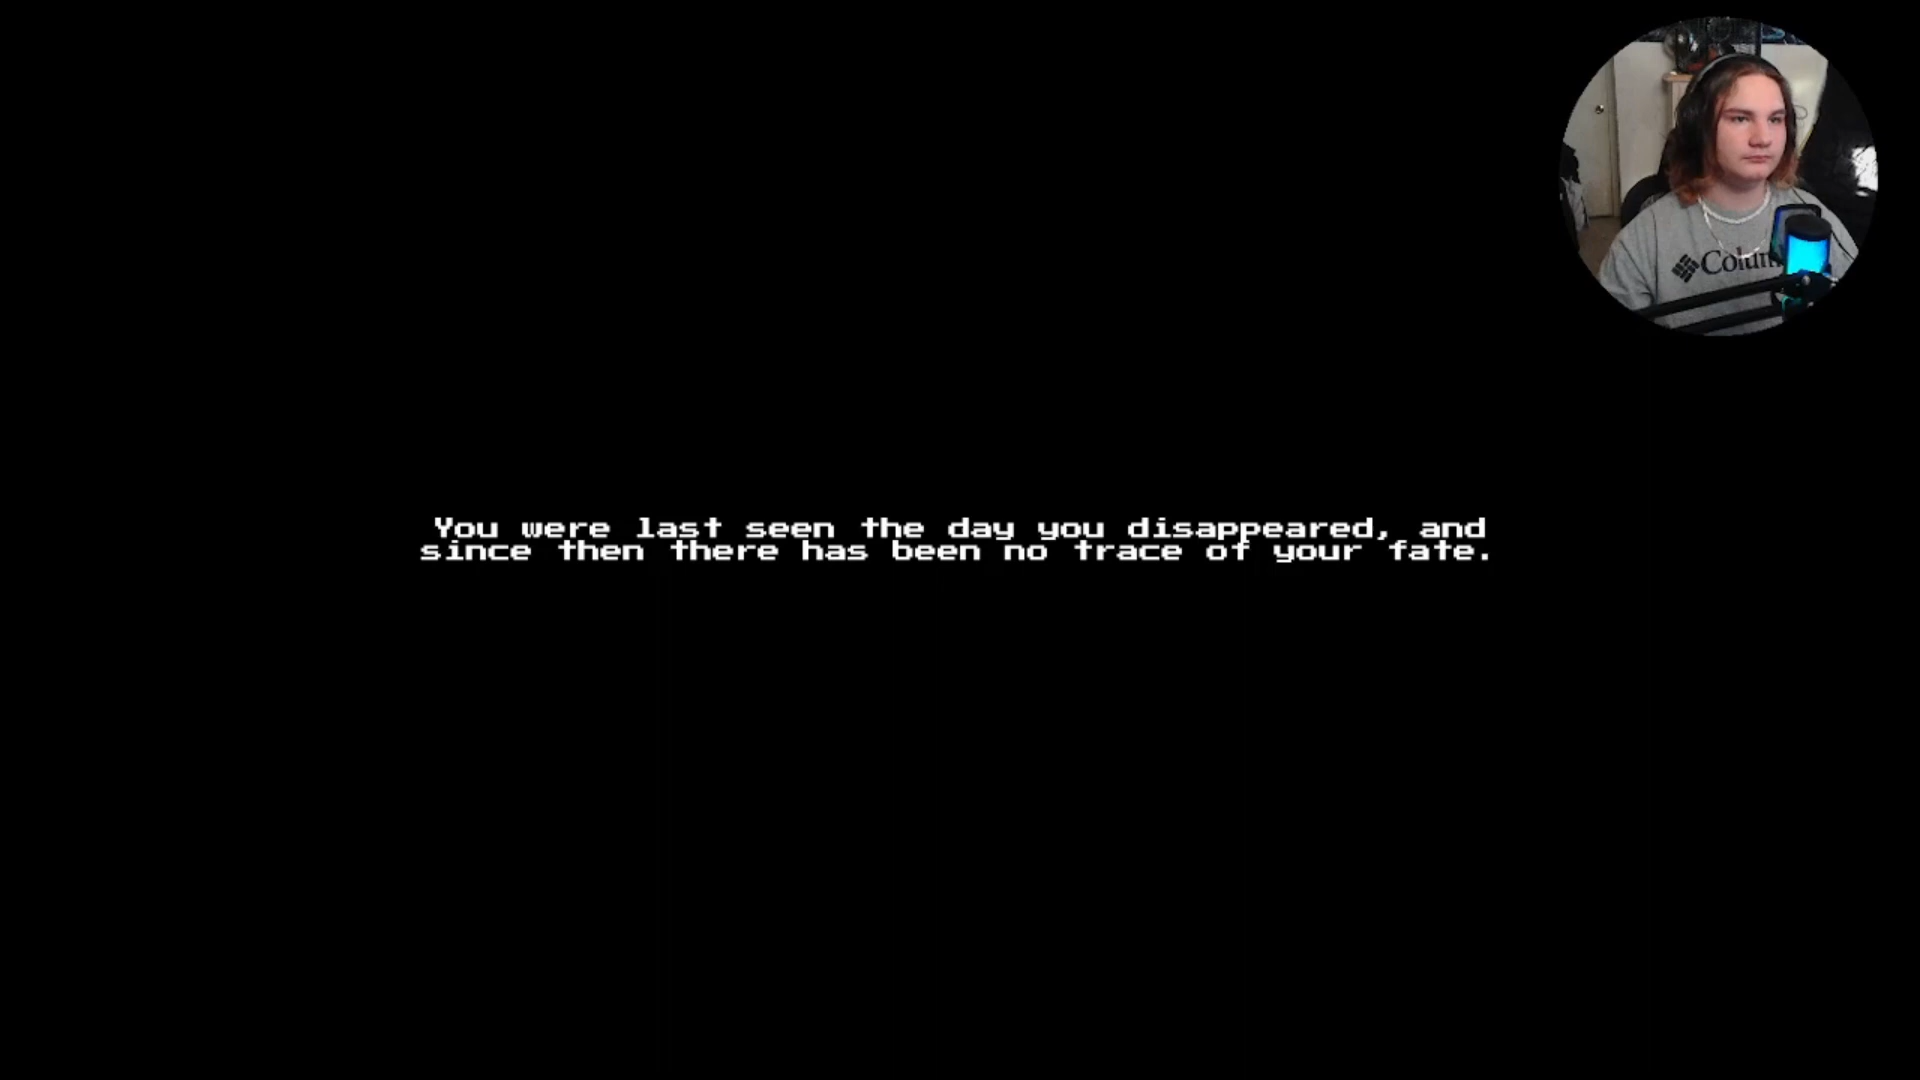 You were last seen the day you disappeared, and
since then there has been no trace of your fate.
Colum